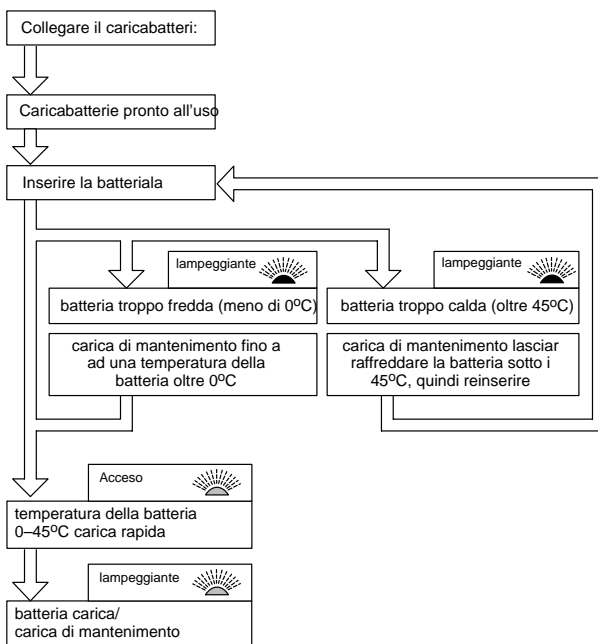 Collegare il caricabatteri:
Caricabatterie pronto all'uso
Inserire la batteriala
lampeggiante
batteria troppo fredda (meno di 0ºC)
carica di mantenimento fino a
ad una temperatura della
batteria oltre 0ºC
lampeggiante
batteria troppo calda (oltre 45ºC)
carica di mantenimento lasciar
raffreddare la batteria sotto i
45ºC, quindi reinserire
Acceso
temperatura della batteria
0–45ºC carica rapida
lampeggiante
batteria carica/
carica di mantenimento